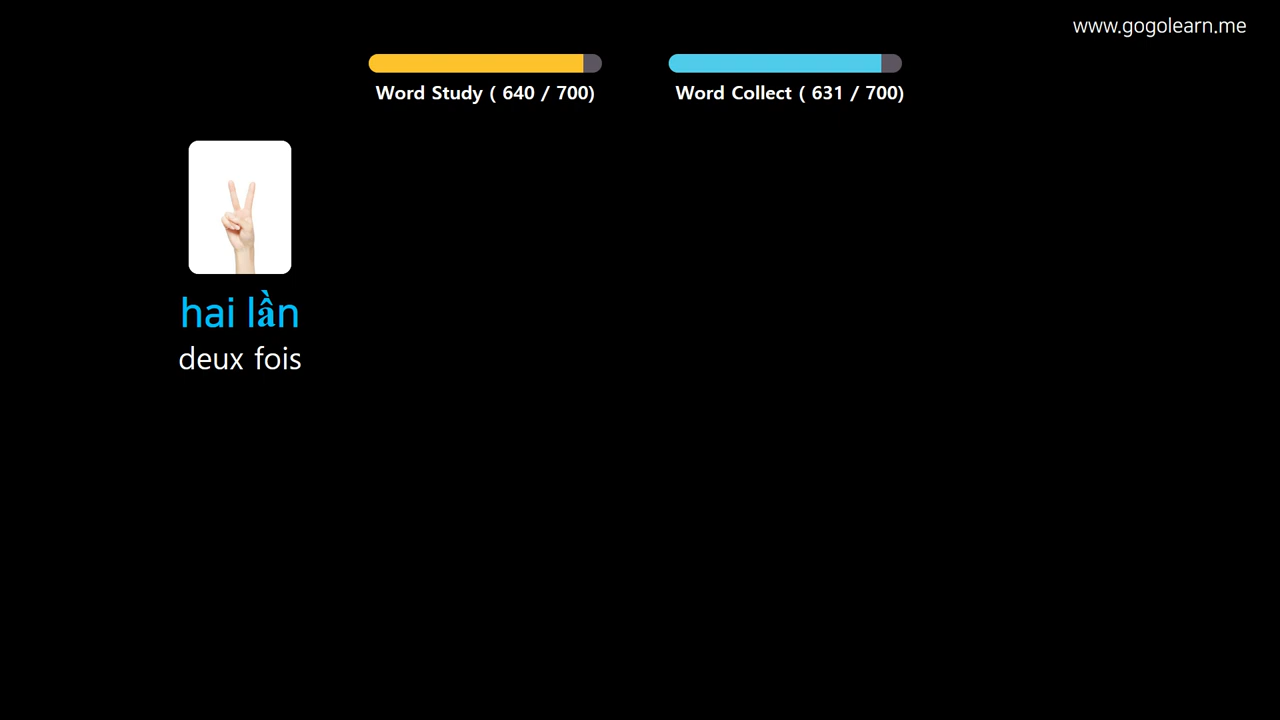 www.gogolearn.me
Word Study ( 640 / 700)
Word Collect ( 631 / 700)
hai lần
deux fois